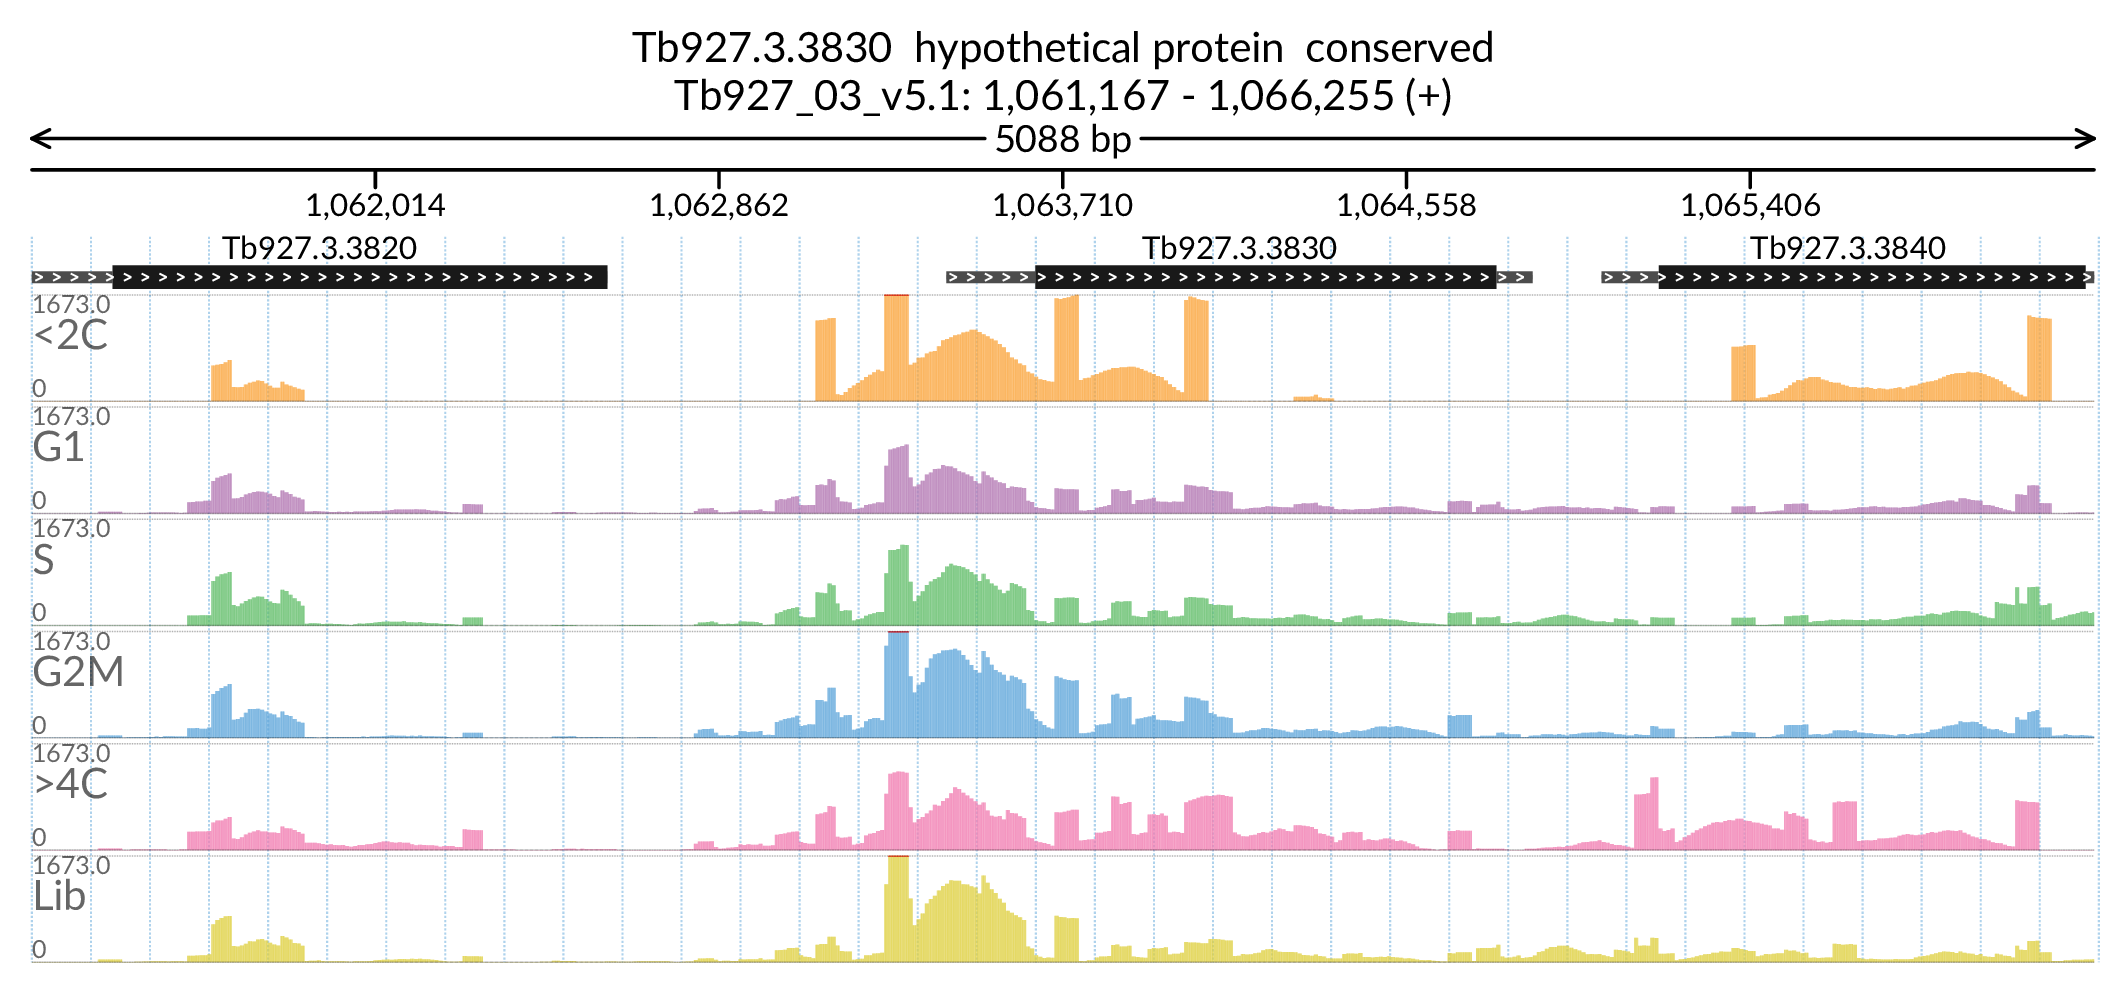 Tb927.3.3830 hypothetical protein conserved
Tb927_03_v5.1: 1,061,167 - 1,066,255 (+)
5088 bp
1,062,014 1,062,862 1,063,710 1,064,558 1,065,406
Tb927.3.3820 Tb927.3.3830 Tb927.3.3840
1673.0
<2C
0
1673.0
G1
0
1673.0
S
0
1673.0
G2M
0
1673.0
>4C
0
1673.0
Lib
0